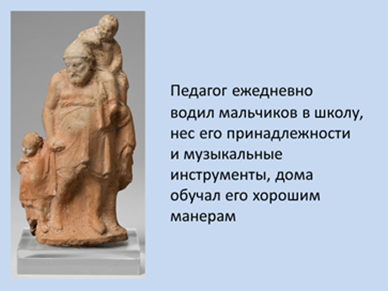 Педагог ежедневно
водил мальчиков в школу,
нес его принадлежности
и музыкальные
инструменты, дома
обучал его хорошим
манерам